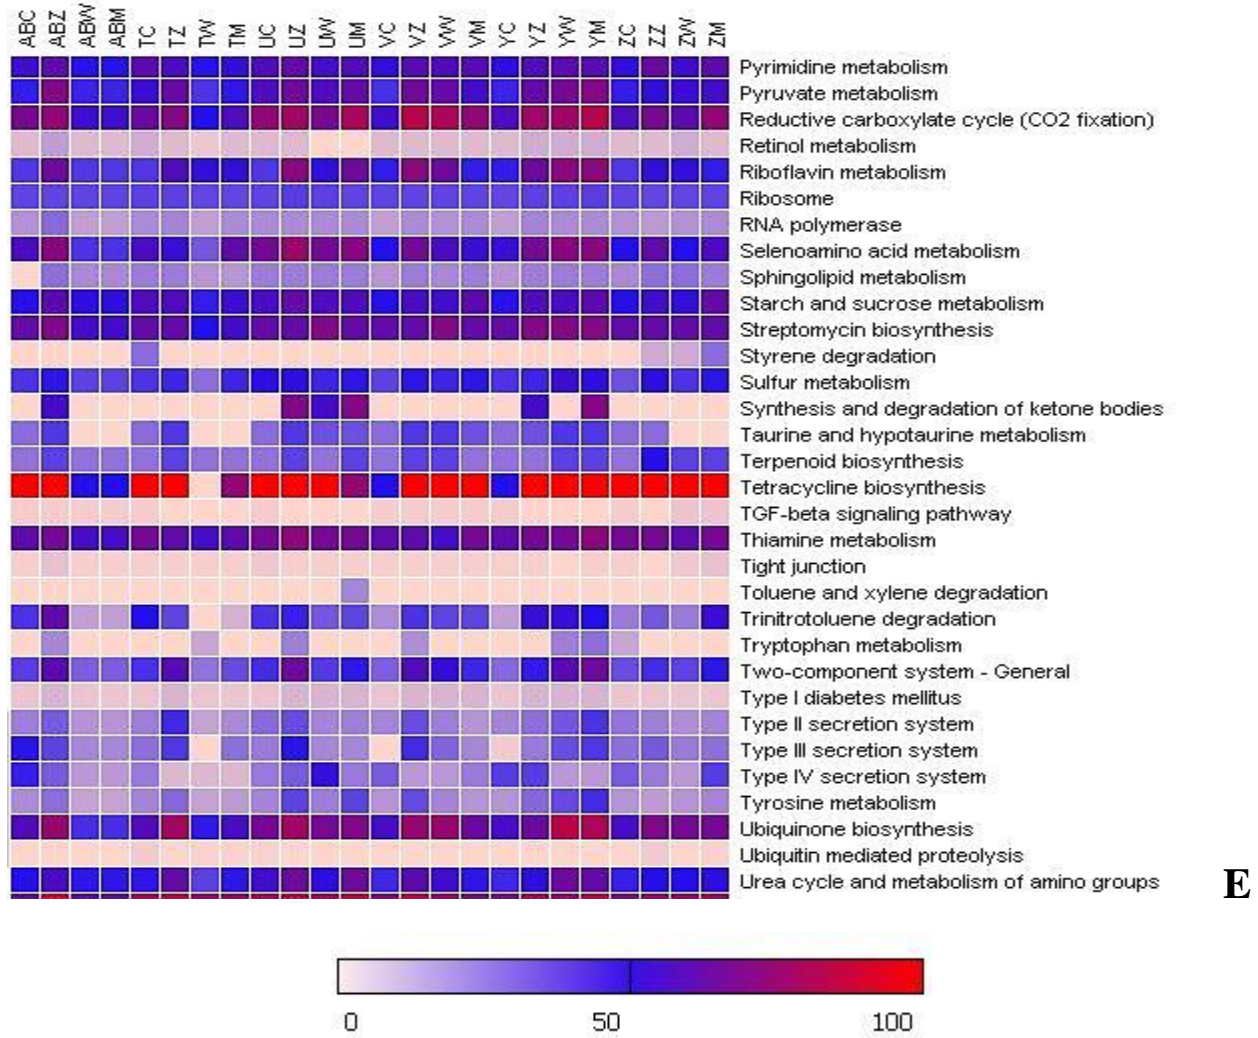 ABC ABZ ABW ABM TC TZ TW TM UC UZ UW UM VC VZ VW VM YC YZ YW YM ZC ZZ ZW ZM
Pyrimidine metabolism
Pyruvate metabolism
Reductive carboxylate cycle (CO2 fixation)
Retinol metabolism
Riboflavin metabolism
Ribosome
RNA polymerase
Selenoamino acid metabolism
Sphingolipid metabolism
Starch and sucrose metabolism
Streptomycin biosynthesis
Styrene degradation
Sulfur metabolism
Synthesis and degradation of ketone bodies
Taurine and hypotaurine metabolism
Terpenoid biosynthesis
Tetracycline biosynthesis
TGF-beta signaling pathway
Thiamine metabolism
Tight junction
Toluene and xylene degradation
Trinitrotoluene degradation
Tryptophan metabolism
Two-component system - General
Type I diabetes mellitus
Type II secretion system
Type III secretion system
Type IV secretion system
Tyrosine metabolism
Ubiquinone biosynthesis
Ubiquitin mediated proteolysis
Urea cycle and metabolism of amino groups
E
0 50 100